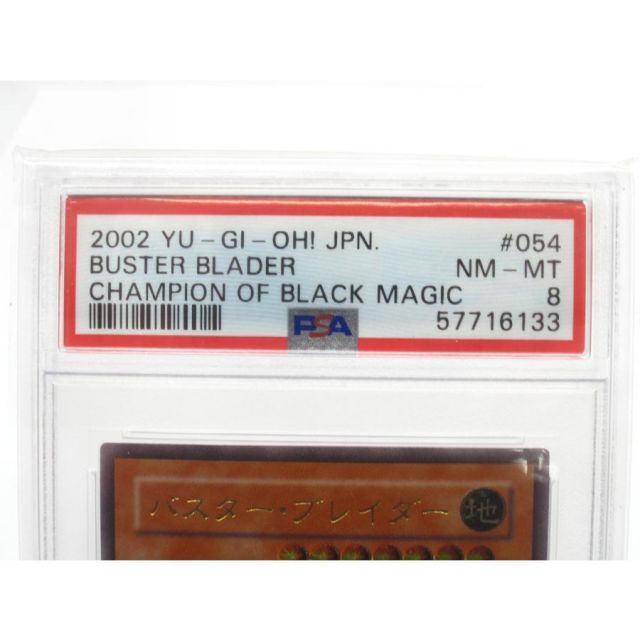 2002 YU-GI-OH! JPN. #054
BUSTER BLADER NM-MT
CHAMPION OF BLACK MAGIC 8
PSA 57716133
バスター・ブレイダー 地